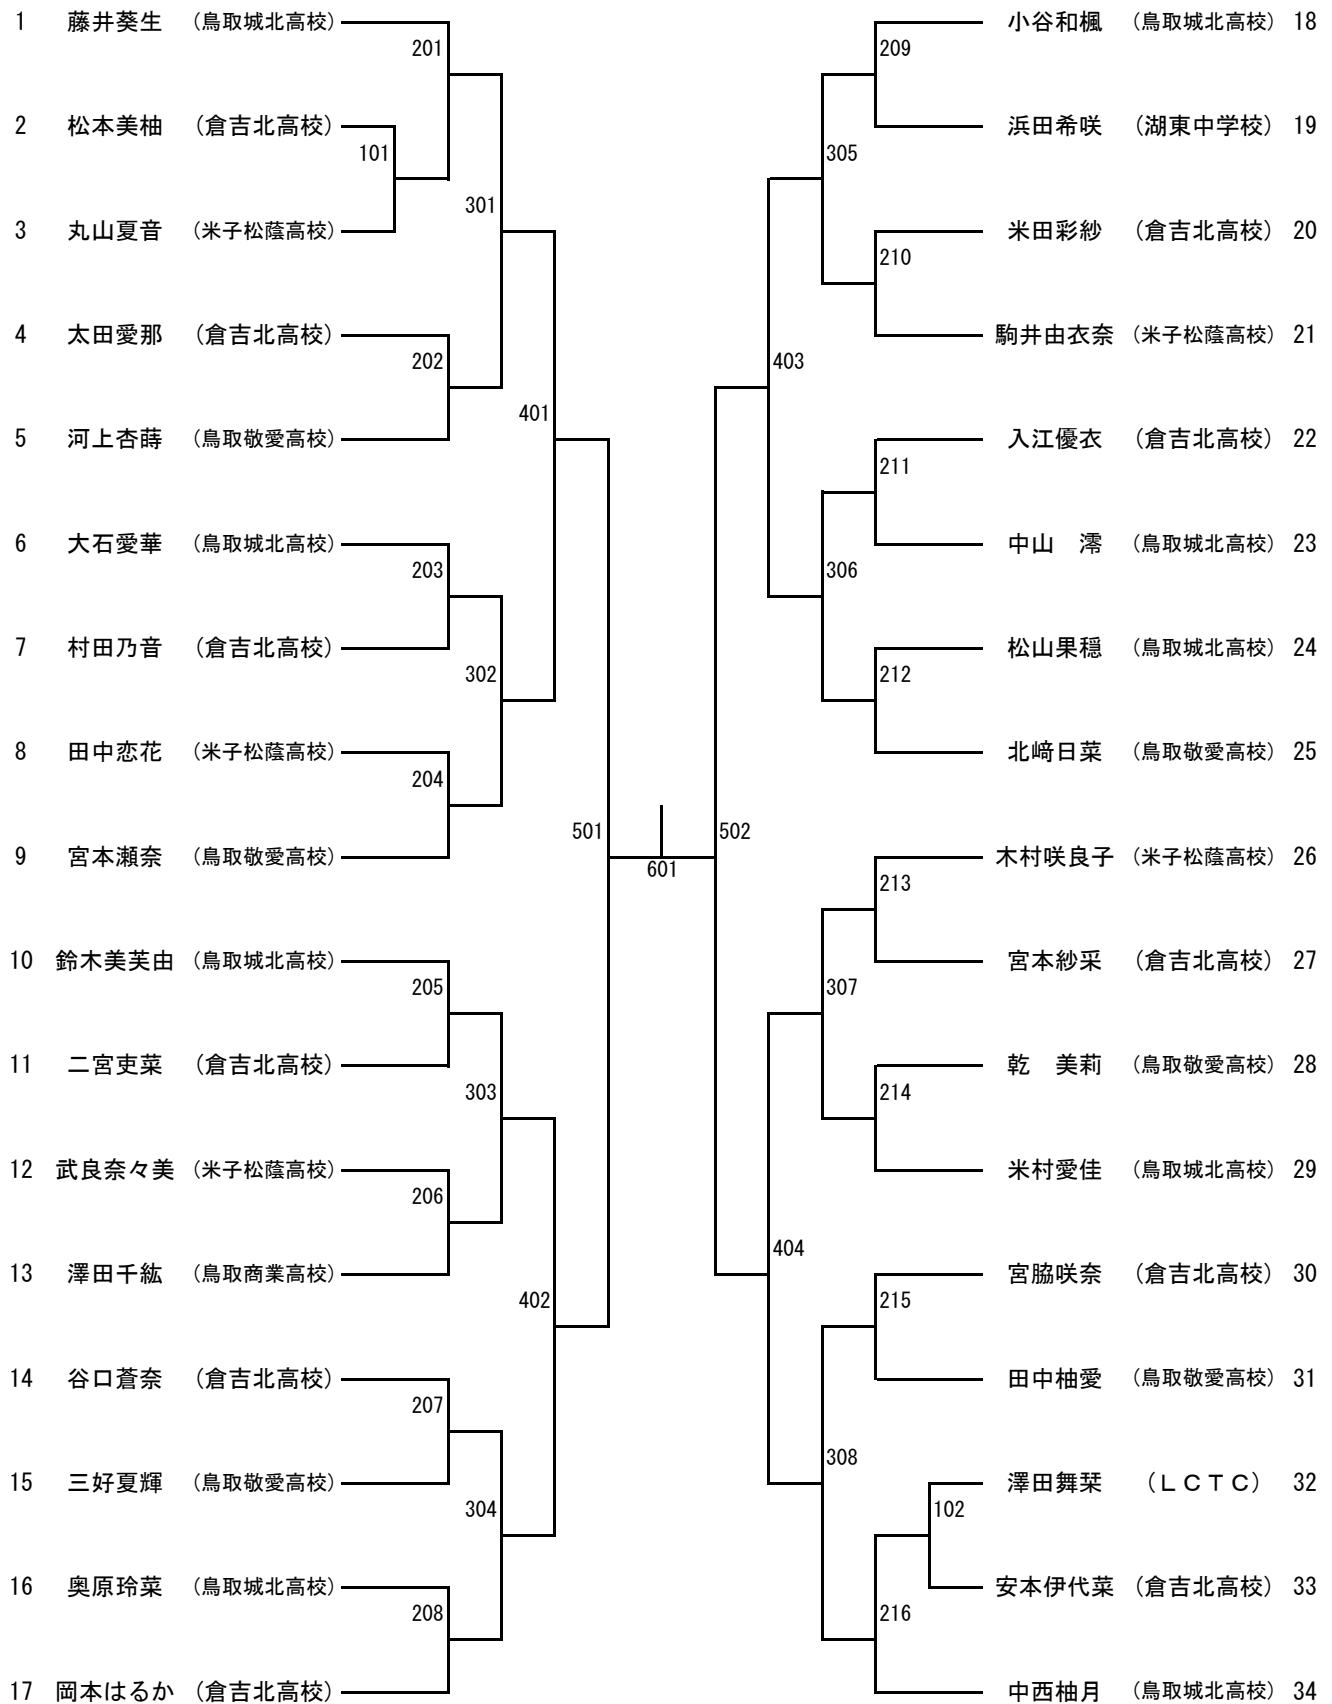 1 藤井葵生 (鳥取城北高校)
201
2 松本美柚 (倉吉北高校)
101
3 丸山夏音 (米子松蔭高校)
301
4 太田愛那 (倉吉北高校)
202
401
5 河上杏蒔 (鳥取敬愛高校)
6 大石愛華 (鳥取城北高校)
203
7 村田乃音 (倉吉北高校)
302
8 田中恋花 (米子松蔭高校)
204
501
9 宮本瀬奈 (鳥取敬愛高校)
601
10 鈴木美芙由 (鳥取城北高校)
205
11 二宮吏菜 (倉吉北高校)
303
12 武良奈々美 (米子松蔭高校)
206
13 澤田千紘 (鳥取商業高校)
402
14 谷口蒼奈 (倉吉北高校)
207
15 三好夏輝 (鳥取敬愛高校)
304
16 奥原玲菜 (鳥取城北高校)
208
17 岡本はるか (倉吉北高校)
小谷和楓 (鳥取城北高校) 18
209
浜田希咲 (湖東中学校) 19
305
米田彩紗 (倉吉北高校) 20
210
駒井由衣奈 (米子松蔭高校) 21
403
入江優衣 (倉吉北高校) 22
211
中山 澪 (鳥取城北高校) 23
306
松山果穏 (鳥取城北高校) 24
212
北﨑日菜 (鳥取敬愛高校) 25
502
木村咲良子 (米子松蔭高校) 26
213
宮本紗采 (倉吉北高校) 27
307
乾 美莉 (鳥取敬愛高校) 28
214
米村愛佳 (鳥取城北高校) 29
404
宮脇咲奈 (倉吉北高校) 30
215
田中柚愛 (鳥取敬愛高校) 31
308
澤田舞栞 (LCTC) 32
102
安本伊代菜 (倉吉北高校) 33
216
中西柚月 (鳥取城北高校) 34